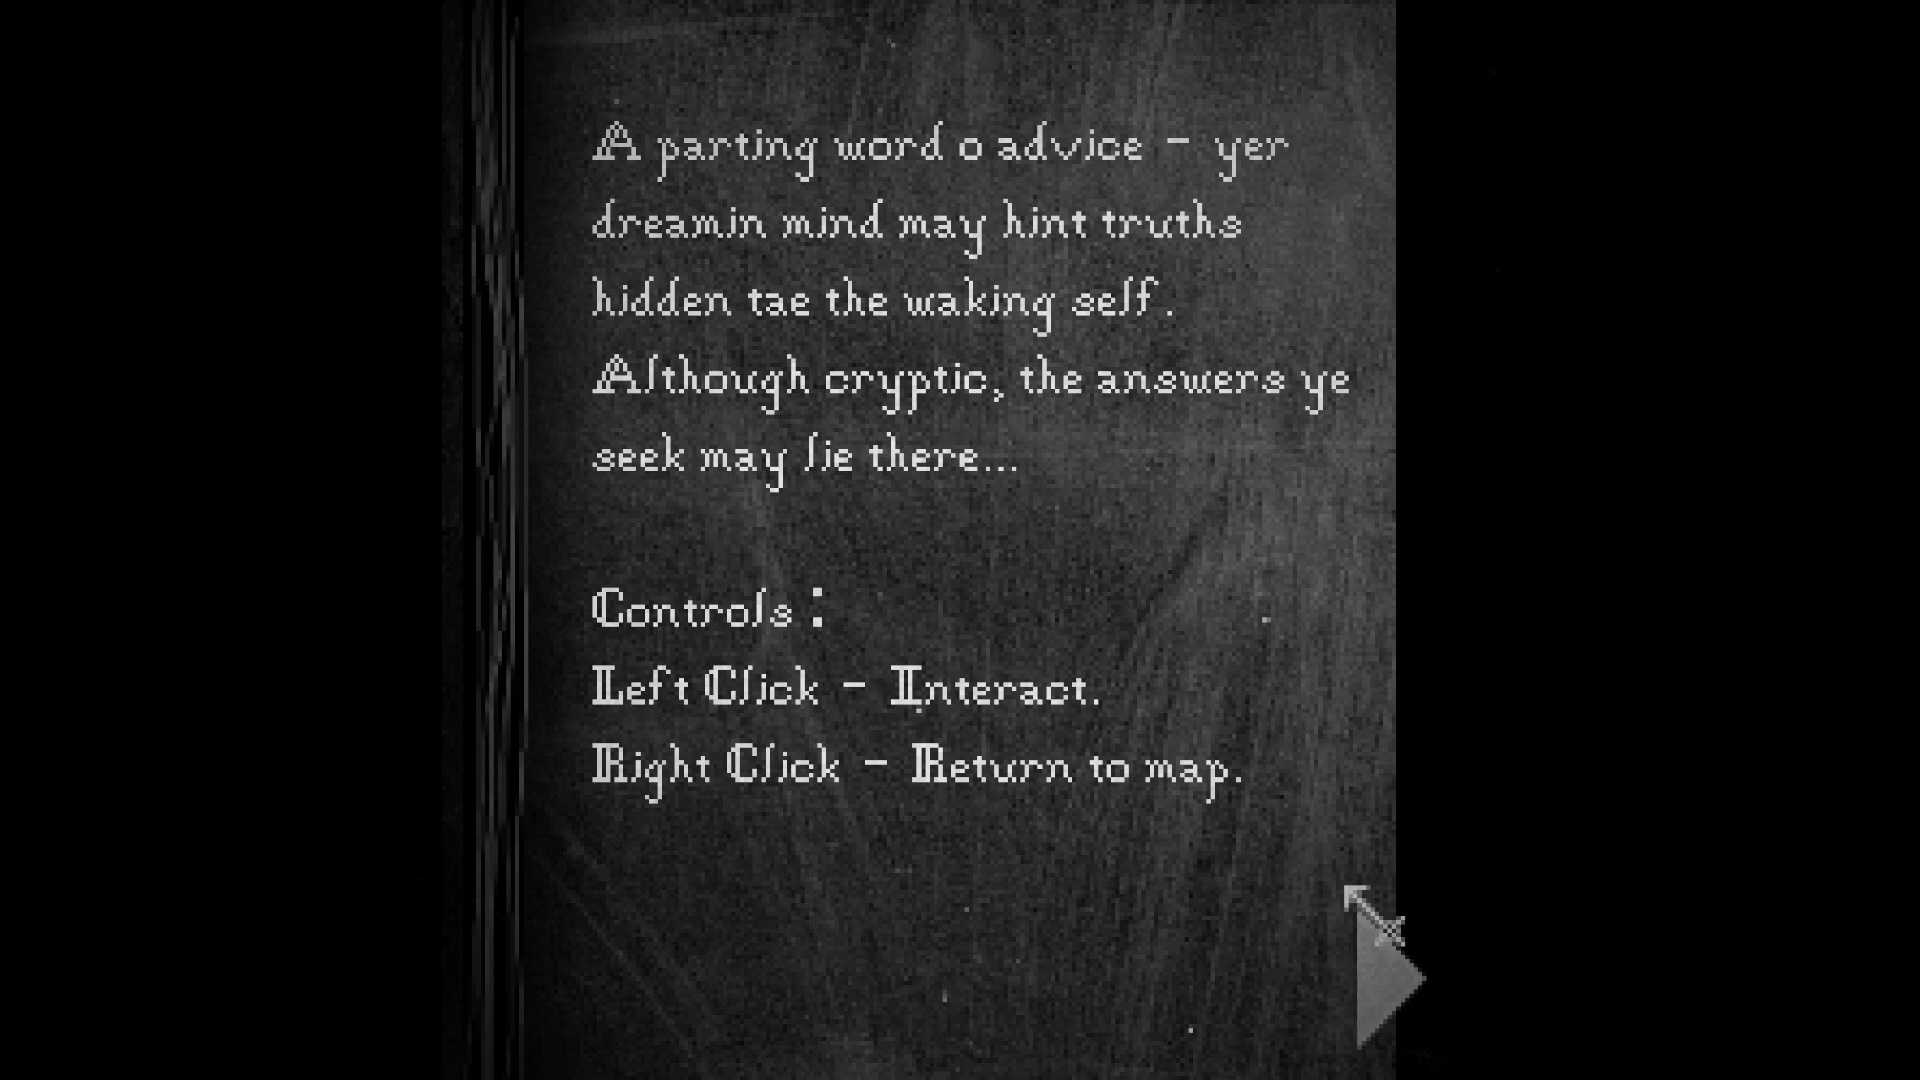 A parting word o advice - yer
dreamin mind may hint truths
hidden tae the waking self.
Although cryptic, the answers ye
seek may lie there...
Controls :
Left Click - Interact.
Right Click - Return to map.